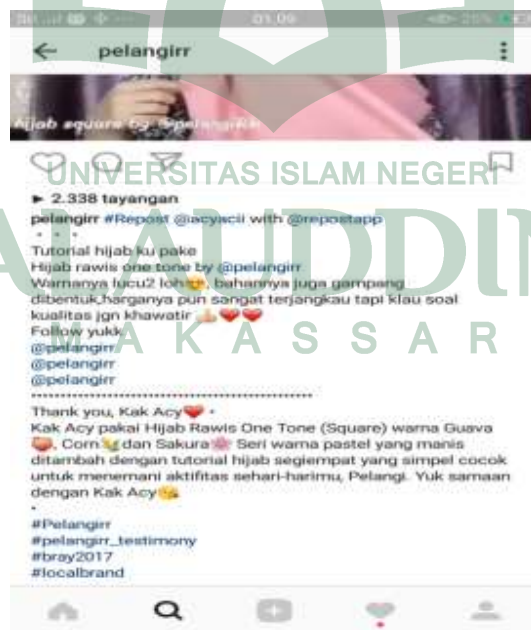 01.09
25%
pelangirr
hijab square by @pelangirr
UNIVERSITAS ISLAM NEGERI
2.338 tayangan
pelangirr #Repost @acyacii with @repostapp
Tutorial hijab ku pake
Hijab rawis one tone by @pelangirr
Warnanya lucu2 loh😍, bahannya juga gampang
dibentuk,harganya pun sangat terjangkau tapi klau soal
kualitas jgn khawatir 👍❤❤
Follow yukk
@pelangirr
@pelangirr
@pelangirr
ALAUDDIN
MAKASSAR
Thank you, Kak Acy❤ •
Kak Acy pakai Hijab Rawis One Tone (Square) warna Guava
🍑, Corn🌽 dan Sakura🌸 Seri warna pastel yang manis
ditambah dengan tutorial hijab segiempat yang simpel cocok
untuk menemani aktifitas sehari-harimu, Pelangi. Yuk samaan
dengan Kak Acy😘
#Pelangirr
#pelangirr_testimony
#bray2017
#localbrand